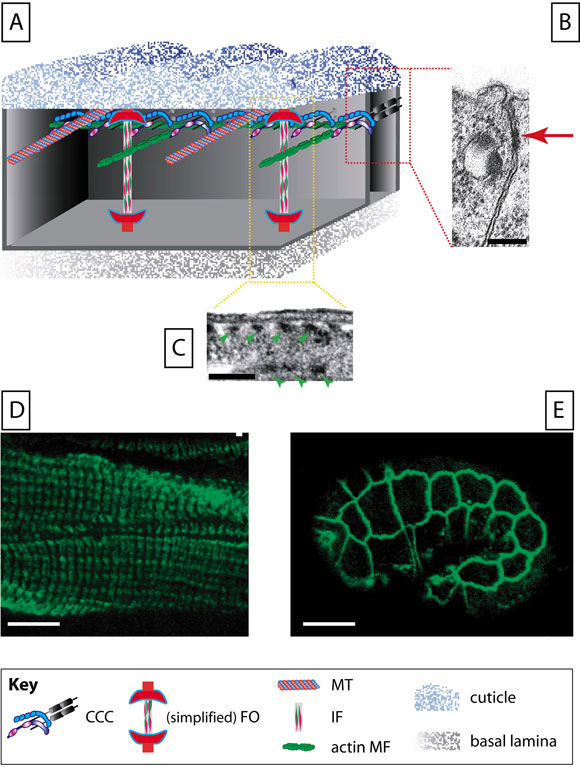 A
B
C
D
E
Key
CCC
(simplified) FO
MT
IF
actin MF
cuticle
basal lamina